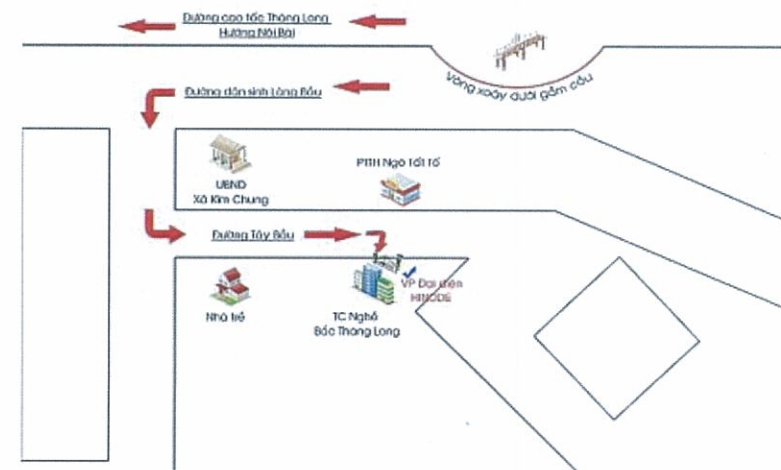 Đường cao tốc Thăng Long
Hướng Nội Bài
Vòng xoáy dưới gầm cầu
Đường dân sinh Làng Bầu
UBND
Xã Kim Chung
PTTH Ngô Tất Tố
Đường Tây Bầu
VP Đại diện
HINODE
Nhà trẻ
TC Nghề
Bắc Thăng Long